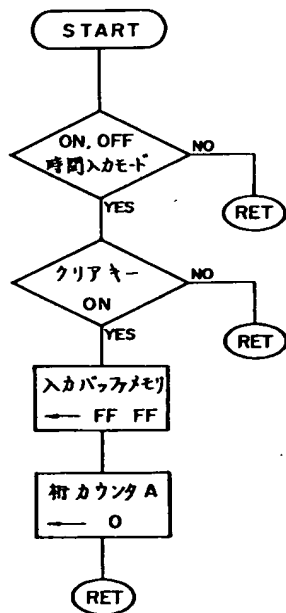 START
ON, OFF
時間入力モード
NO
RET
YES
クリアキー
ON
NO
RET
YES
入力バッファメモリ
← FF FF
桁カウンタ A
← 0
RET